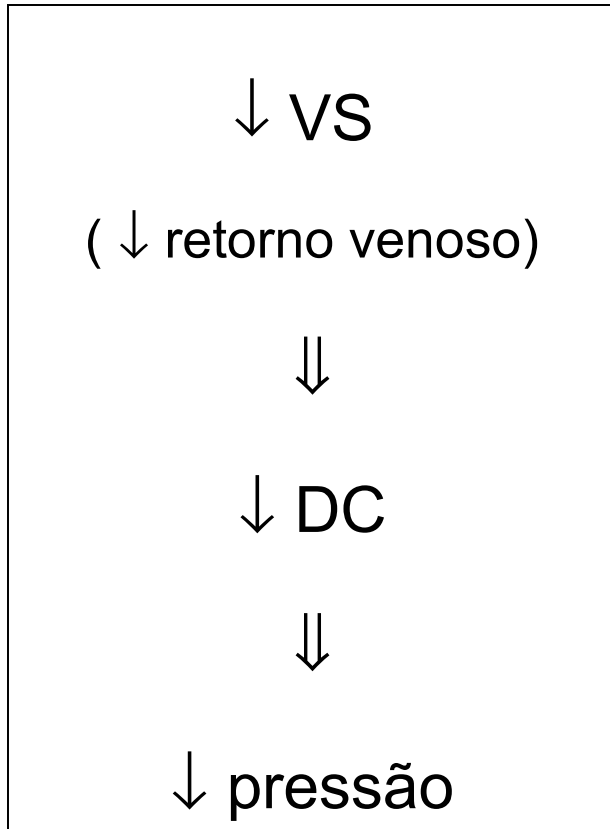 ↓ VS
( ↓ retorno venoso)
⇓
↓ DC
⇓
↓ pressão